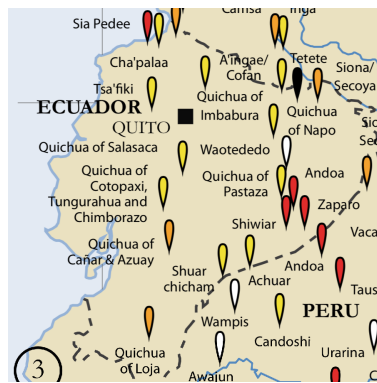 Camsa
Inga
Sia Pedee
Cha'palaa
A'ingae/
Cofan
Tetete
Siona/
Secoya
Tsa'fiki
ECUADOR
Quichua of
Imbabura
QUITO
Quichua
of Napo
Quichua of Salasaca
Waotededo
Quichua of
Cotopaxi,
Tungurahua and
Chimborazo
Quichua of
Pastaza
Andoa
Zaparo
Shiwiar
Quichua of
Cañar & Azuay
Shuar
chicham
Achuar
Andoa
PERU
Wampis
Candoshi
Quichua
of Loja
Urarina
Awajun
3